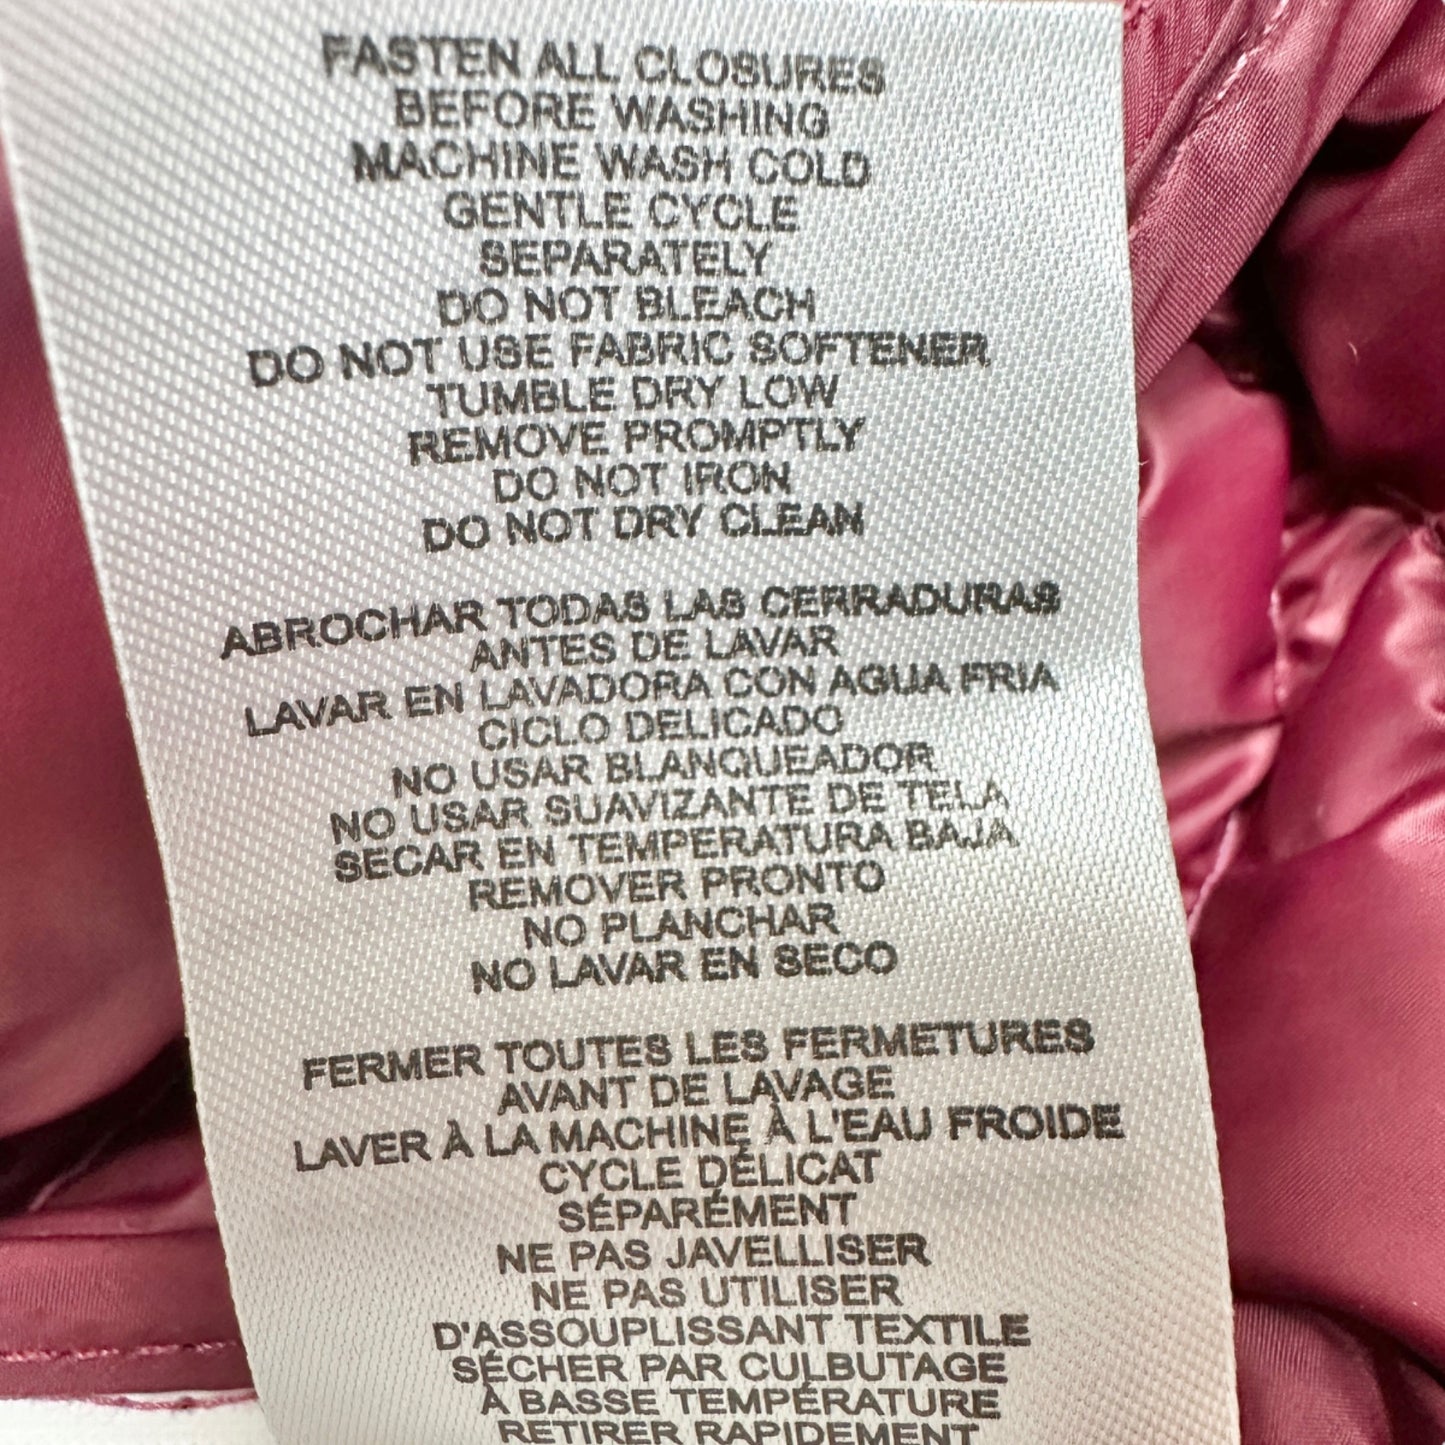 FASTEN ALL CLOSURES
BEFORE WASHING
MACHINE WASH COLD
GENTLE CYCLE
SEPARATELY
DO NOT BLEACH
DO NOT USE FABRIC SOFTENER
TUMBLE DRY LOW
REMOVE PROMPTLY
DO NOT IRON
DO NOT DRY CLEAN
ABROCHAR TODAS LAS CERRADURAS
ANTES DE LAVAR
LAVAR EN LAVADORA CON AGUA FRIA
CICLO DELICADO
NO USAR BLANQUEADOR
NO USAR SUAVIZANTE DE TELA
SECAR EN TEMPERATURA BAJA
REMOVER PRONTO
NO PLANCHAR
NO LAVAR EN SECO
FERMER TOUTES LES FERMETURES
AVANT DE LAVAGE
LAVER À LA MACHINE À L'EAU FROIDE
CYCLE DÉLICAT
SÉPARÉMENT
NE PAS JAVELLISER
NE PAS UTILISER
D'ASSOUPLISSANT TEXTILE
SÉCHER PAR CULBUTAGE
À BASSE TEMPÉRATURE
RETIRER RAPIDEMENT